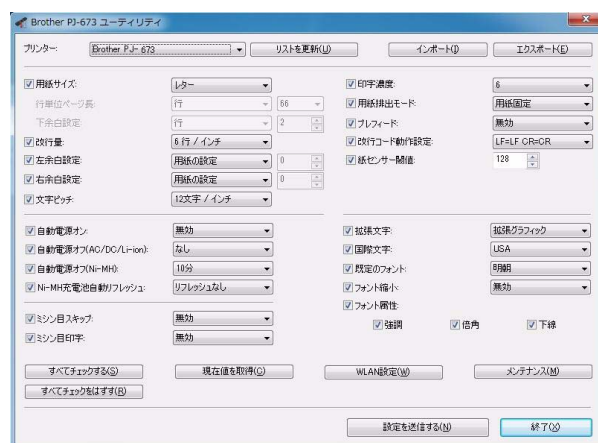 Brother PJ-673 ユーティリティ
プリンター: Brother PJ- 673 リストを更新(U) インポート(I) エクスポート(E)
用紙サイズ: レター
行単位ページ長: 行 66
下余白設定: 行 2
改行量: 6 行 / インチ
左余白設定: 用紙の設定 0
右余白設定: 用紙の設定 0
文字ピッチ: 12文字 / インチ
印字濃度: 6
用紙排出モード: 用紙固定
プレフィード: 無効
改行コード動作設定: LF=LF CR=CR
紙センサー閾値: 128
自動電源オン: 無効
自動電源オフ(AC/DC/Li-ion): なし
自動電源オフ(Ni-MH): 10分
Ni-MH充電池自動リフレッシュ: リフレッシュなし
ミシン目スキップ: 無効
ミシン目印字: 無効
拡張文字: 拡張グラフィック
国際文字: USA
既定のフォント: B明朝
フォント縮小: 無効
フォント属性:
強調 倍角 下線
すべてチェックする(S) 現在値を取得(C) WLAN設定(W) メンテナンス(M)
すべてチェックをはずす(R)
設定を送信する(N) 終了(X)